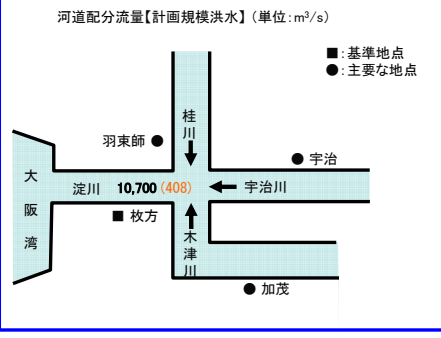 河道配分流量【計画規模洪水】（単位：m³/s）
■：基準地点
●：主要な地点
桂川
羽束師 ●
● 宇治
大阪湾
淀川 10,700（408）
宇治川
■ 枚方
木津川
● 加茂